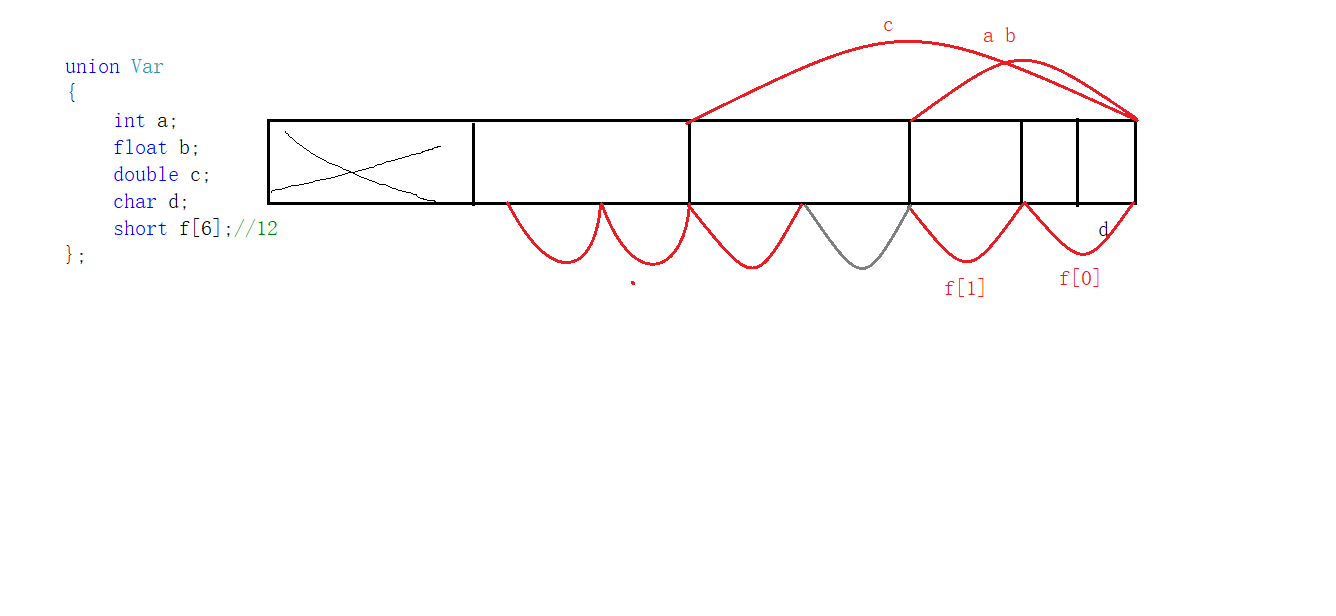 c
a b
union Var
{
int a;
float b;
double c;
char d;
short f[6];//12
};
d
f[1]
f[0]